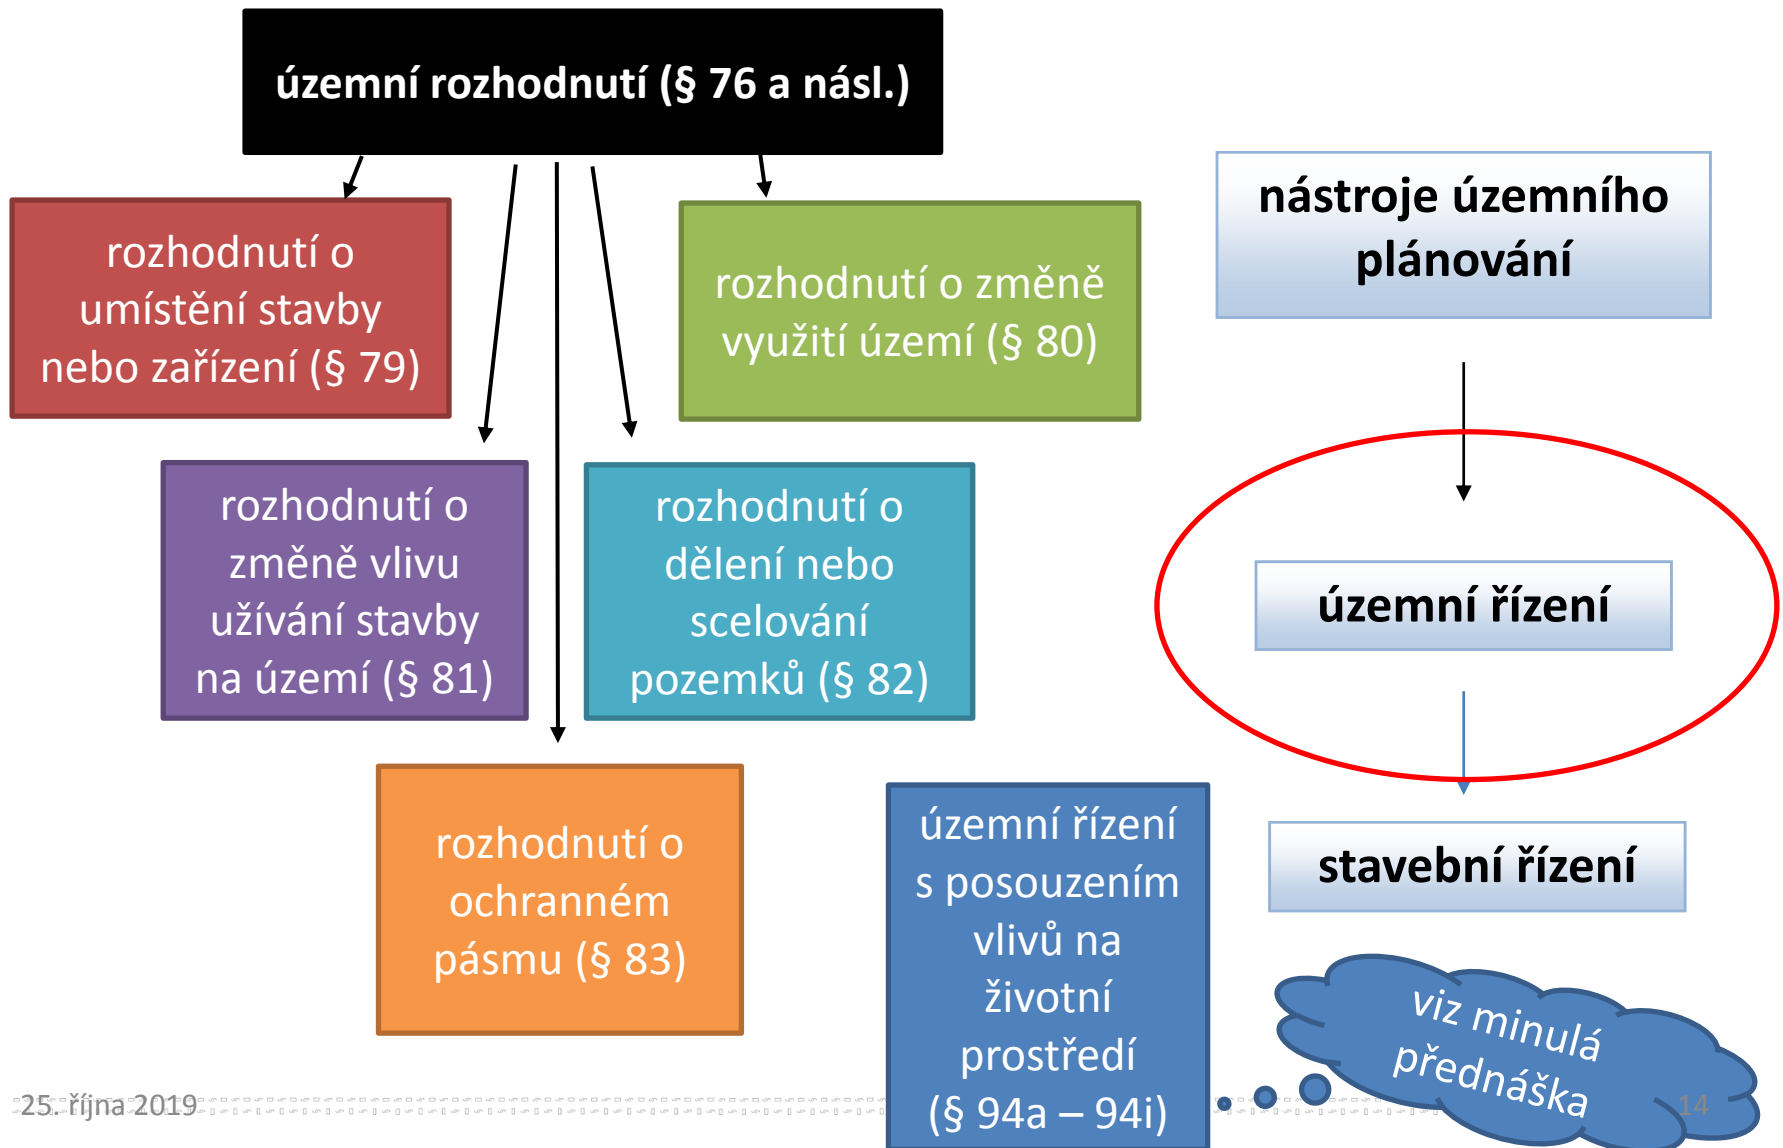 území rozhodnutí (§ 76 a násl.)
rozhodnutí o
umístění stavby
nebo zařízení (§ 79)
rozhodnutí o změně
využití území (§ 80)
rozhodnutí o
změně vlivu
užívání stavby
na území (§ 81)
rozhodnutí o
dělení nebo
scelování
pozemků (§ 82)
rozhodnutí o
ochranném
pásmu (§ 83)
územní řízení
s posouzením
vlivů na
životní
prostředí
(§ 94a – 94i)
nástroje územního
plánování
územní řízení
stavební řízení
viz minulá
přednáška
25. října 2019
14